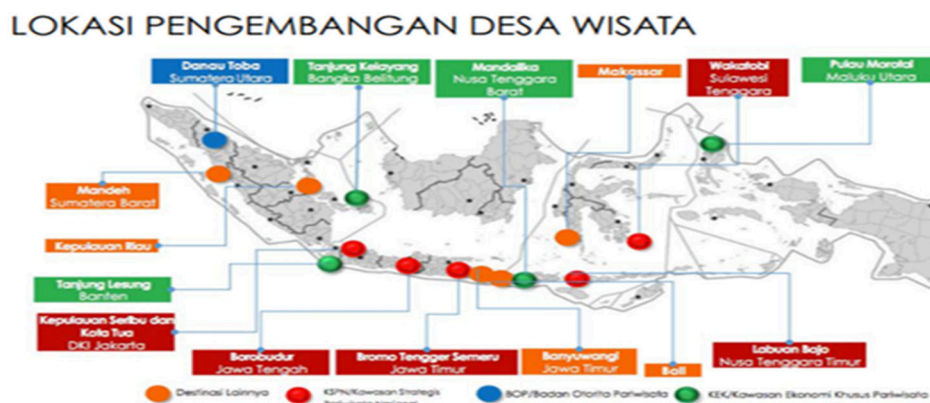 LOKASI PENGEMBANGAN DESA WISATA
Danau Toba
Sumatera Utara
Tanjung Kelayang
Bangka Belitung
Mandalika
Nusa Tenggara
Barat
Makassar
Wakatobi
Sulawesi
Tenggara
Pulau Morotai
Maluku Utara
Mandeh
Sumatera Barat
Kepulauan Riau
Tanjung Lesung
Banten
Kepulauan Seribu dan
Kota Tua
DKI Jakarta
Borobudur
Jawa Tengah
Bromo Tengger Semeru
Jawa Timur
Banyuwangi
Jawa Timur
Bali
Labuan Bajo
Nusa Tenggara Timur
Destinasi Lainnya
KSPN/Kawasan Strategis
BOP/Badan Otorita Pariwisata
KEK/Kawasan Ekonomi Khusus Pariwisata